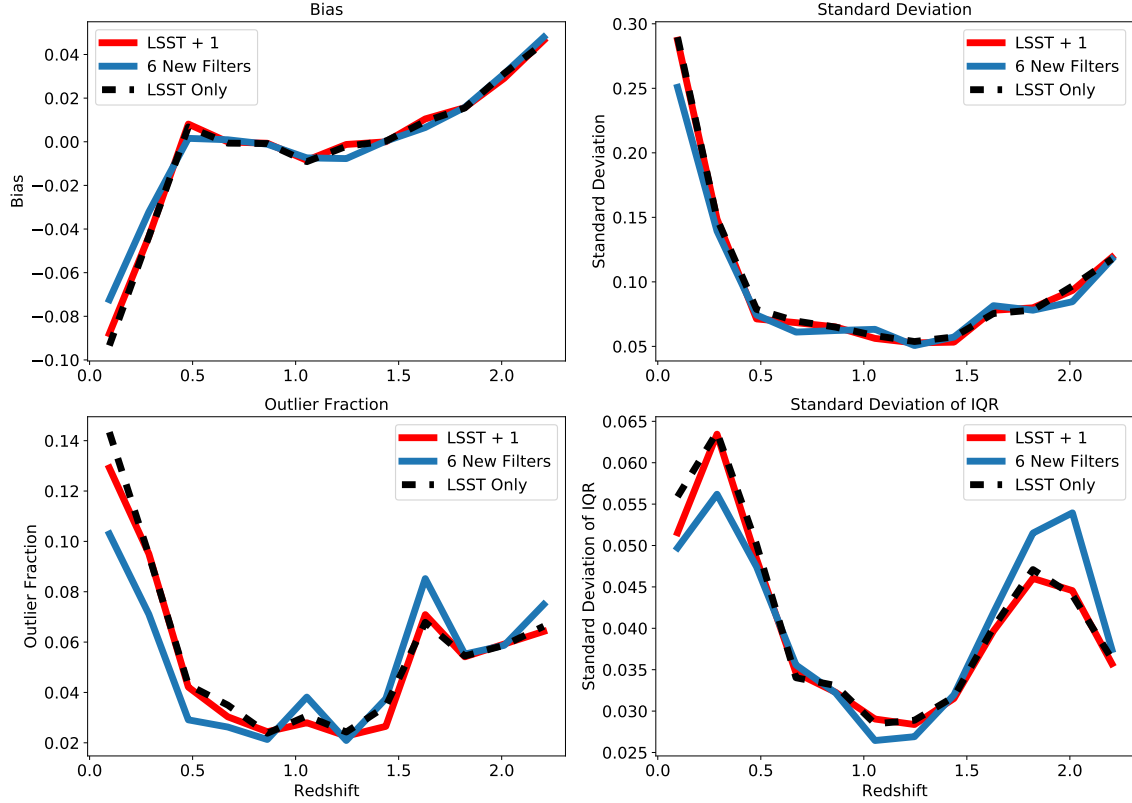 Bias
LSST + 1
6 New Filters
LSST Only
0.04
0.02
0.00
−0.02
−0.04
−0.06
−0.08
−0.10
Bias
0.0 0.5 1.0 1.5 2.0
Standard Deviation
LSST + 1
6 New Filters
LSST Only
0.30
0.25
0.20
0.15
0.10
0.05
Standard Deviation
0.0 0.5 1.0 1.5 2.0
Outlier Fraction
LSST + 1
6 New Filters
LSST Only
0.14
0.12
0.10
0.08
0.06
0.04
0.02
Outlier Fraction
0.0 0.5 1.0 1.5 2.0
Redshift
Standard Deviation of IQR
LSST + 1
6 New Filters
LSST Only
0.065
0.060
0.055
0.050
0.045
0.040
0.035
0.030
0.025
Standard Deviation of IQR
0.0 0.5 1.0 1.5 2.0
Redshift